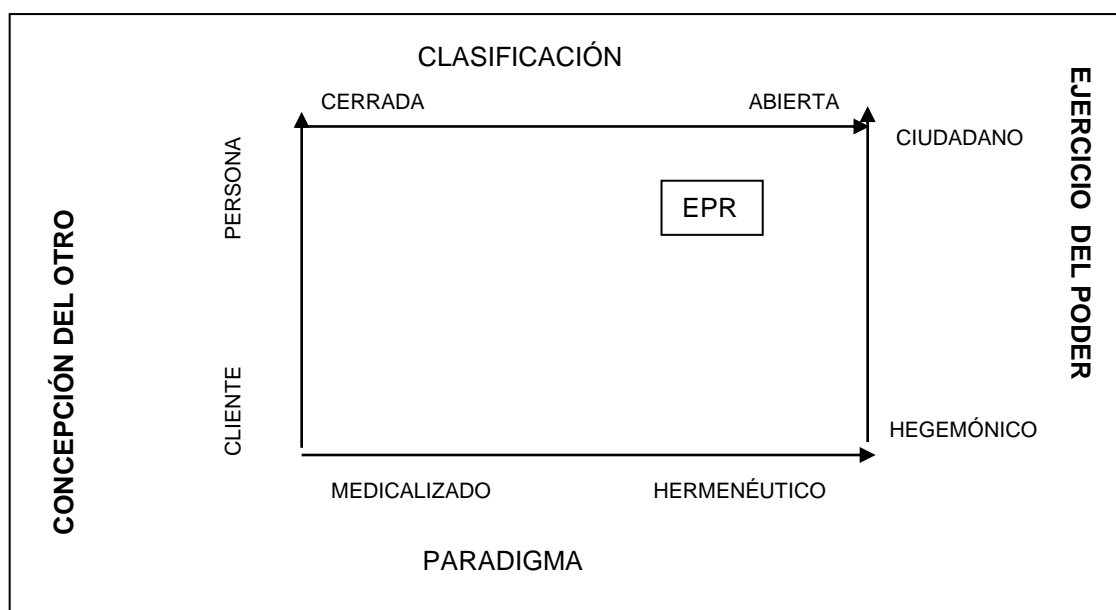 CLASIFICACIÓN
CERRADA
ABIERTA
CIUDADANO
PERSONA
EPR
CONCEPCIÓN DEL OTRO
EJERCICIO DEL PODER
CLIENTE
HEGEMÓNICO
MEDICALIZADO
HERMENÉUTICO
PARADIGMA